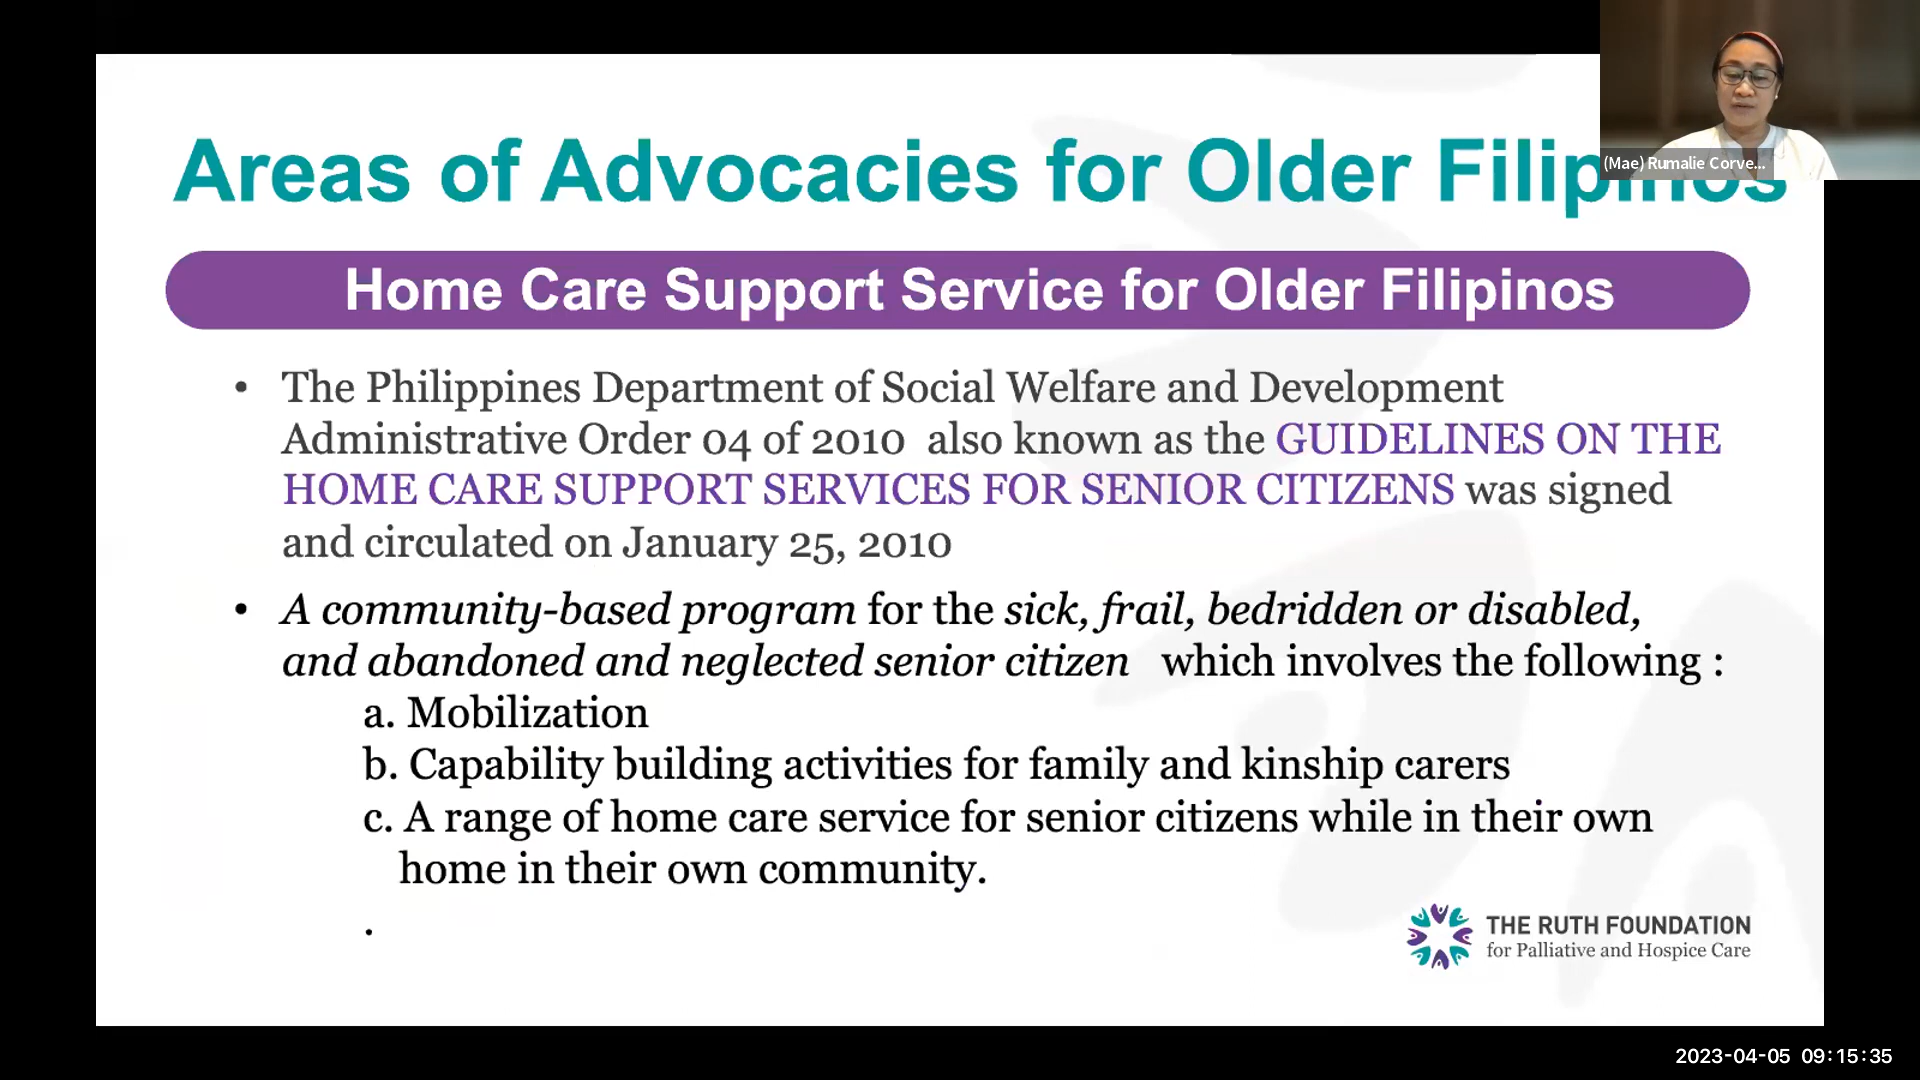 Areas of Advocacies for Older Filipinos
(Mae) Rumalie Corve...
Home Care Support Service for Older Filipinos
• The Philippines Department of Social Welfare and Development
Administrative Order 04 of 2010 also known as the GUIDELINES ON THE
HOME CARE SUPPORT SERVICES FOR SENIOR CITIZENS was signed
and circulated on January 25, 2010
• A community-based program for the sick, frail, bedridden or disabled,
and abandoned and neglected senior citizen which involves the following :
a. Mobilization
b. Capability building activities for family and kinship carers
c. A range of home care service for senior citizens while in their own
home in their own community.
.
THE RUTH FOUNDATION
for Palliative and Hospice Care
2023-04-05 09:15:35